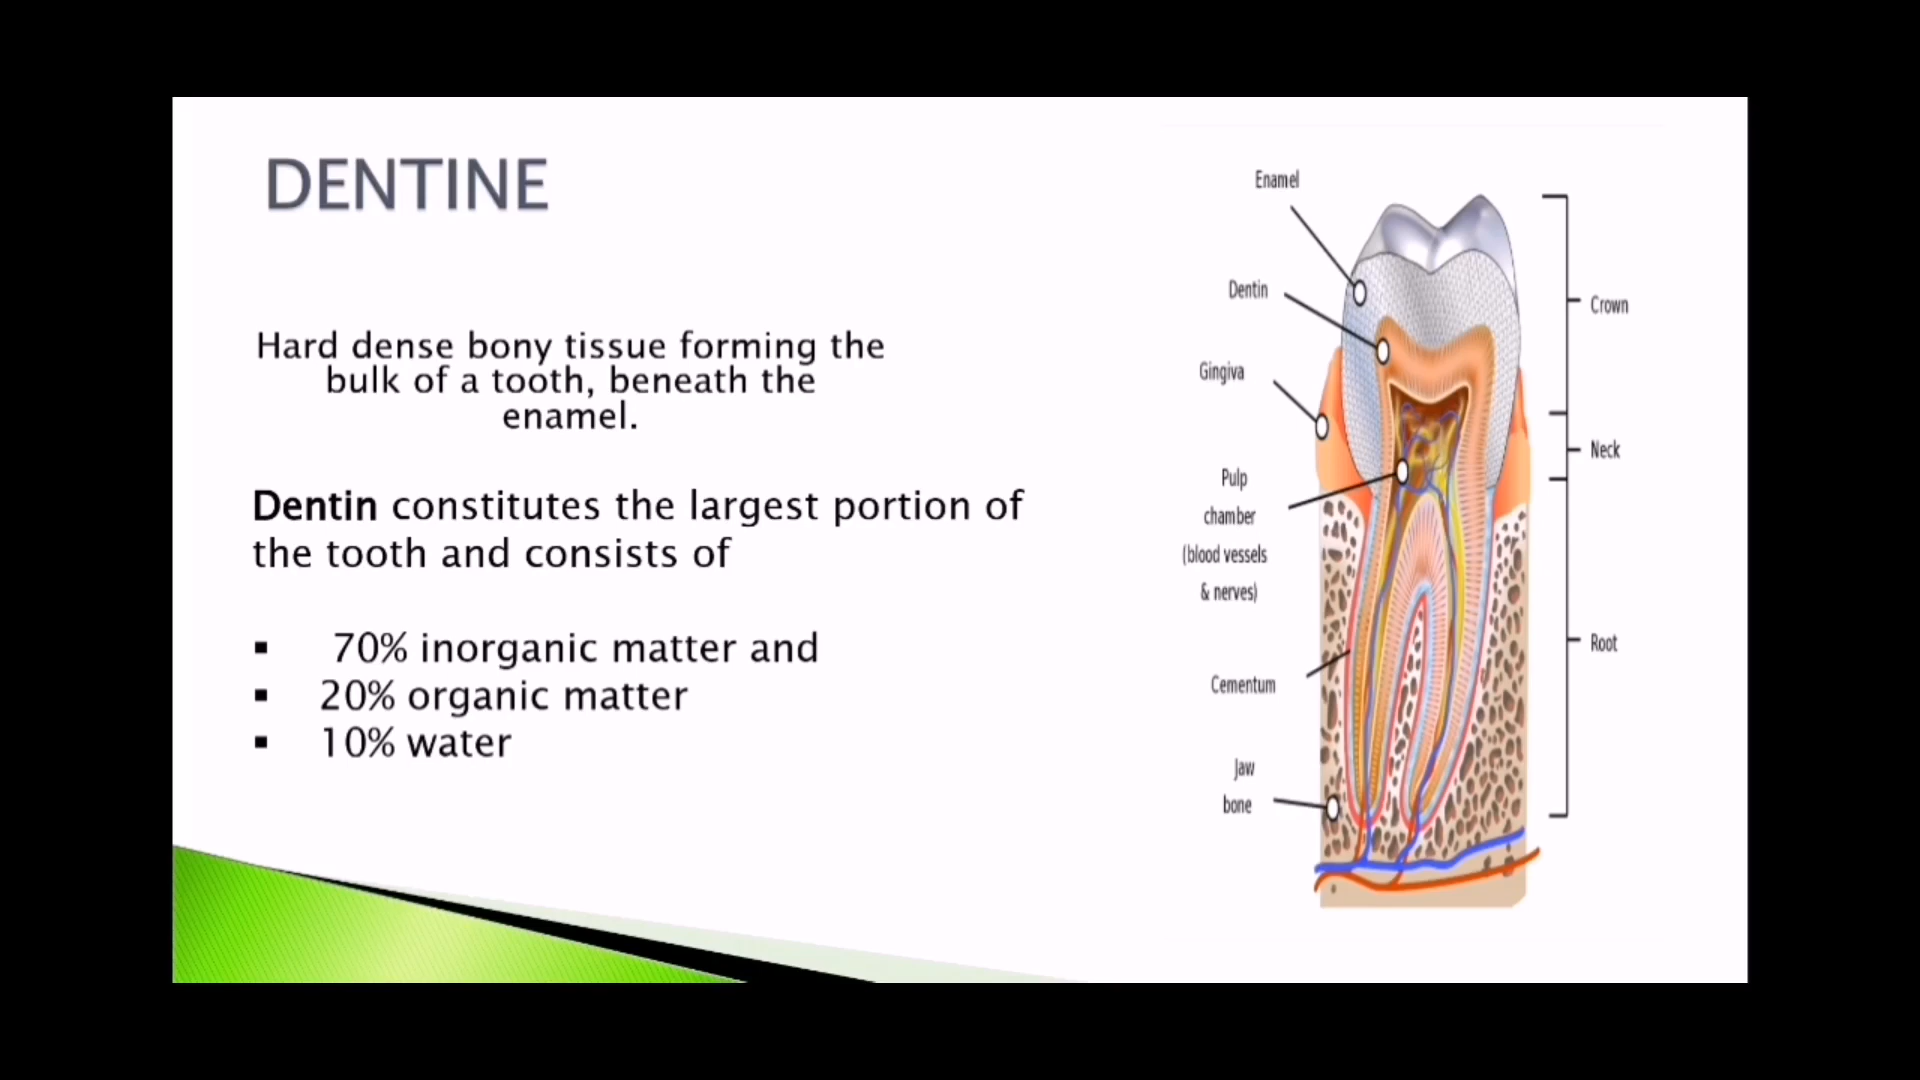 DENTINE
Hard dense bony tissue forming the
bulk of a tooth, beneath the
enamel.
Dentin constitutes the largest portion of
the tooth and consists of
▪ 70% inorganic matter and
▪ 20% organic matter
▪ 10% water
Enamel
Dentin
Gingiva
Pulp
chamber
(blood vessels
& nerves)
Cementum
Jaw
bone
Crown
Neck
Root